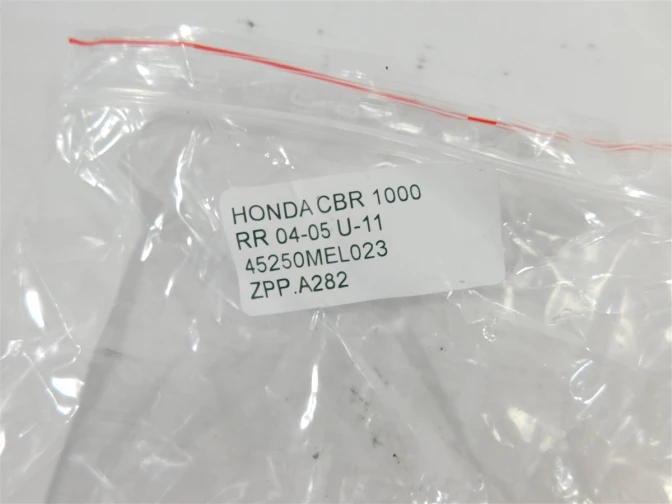 HONDA CBR 1000
RR 04-05 U-11
45250MEL023
ZPP.A282